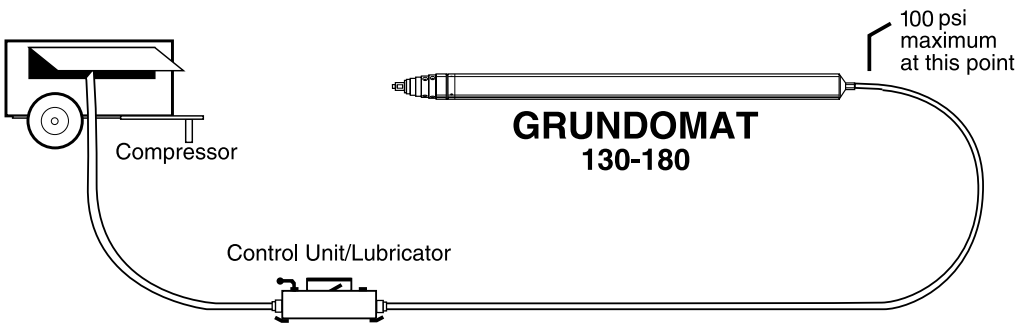 100 psi
maximum
at this point
GRUNDOMAT
130-180
Compressor
Control Unit/Lubricator